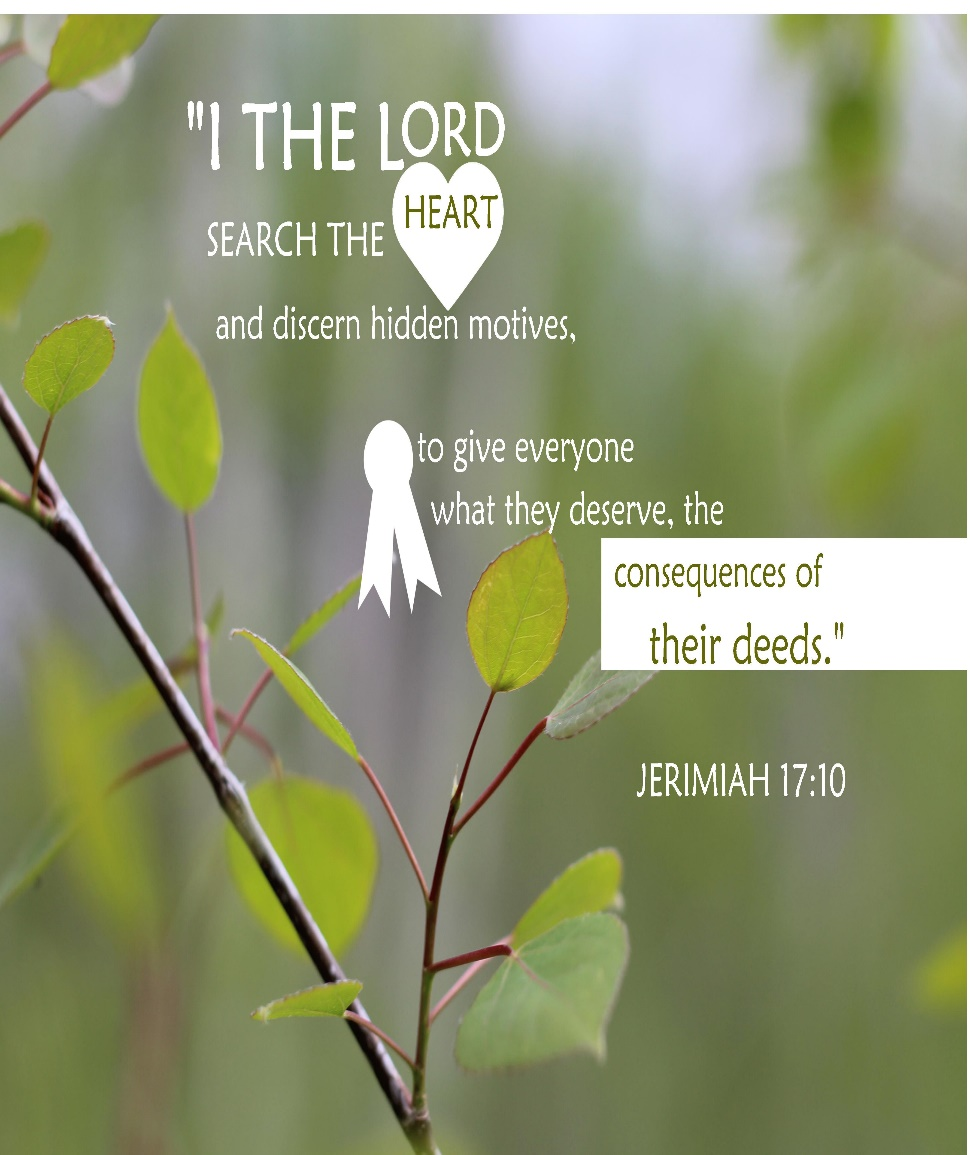 "I THE LORD
SEARCH THE HEART
and discern hidden motives,
to give everyone
what they deserve, the
consequences of
their deeds."
JERIMIAH 17:10